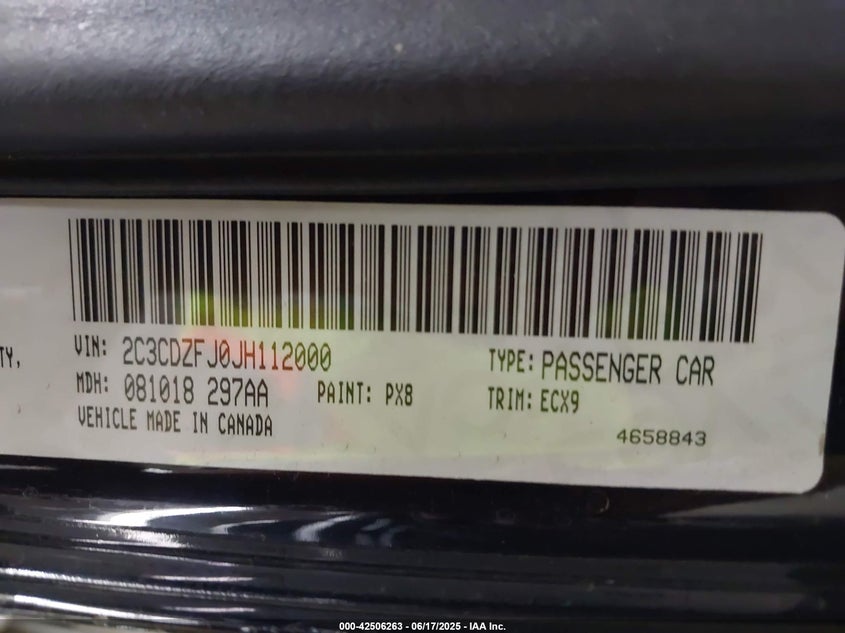 TY,
VIN: 2C3CDZFJ0JH112000
TYPE: PASSENGER CAR
MDH: 081018 297AA
PAINT: PX8
TRIM: ECX9
VEHICLE MADE IN CANADA
4658843
000-42506263 - 06/17/2025 - IAA Inc.